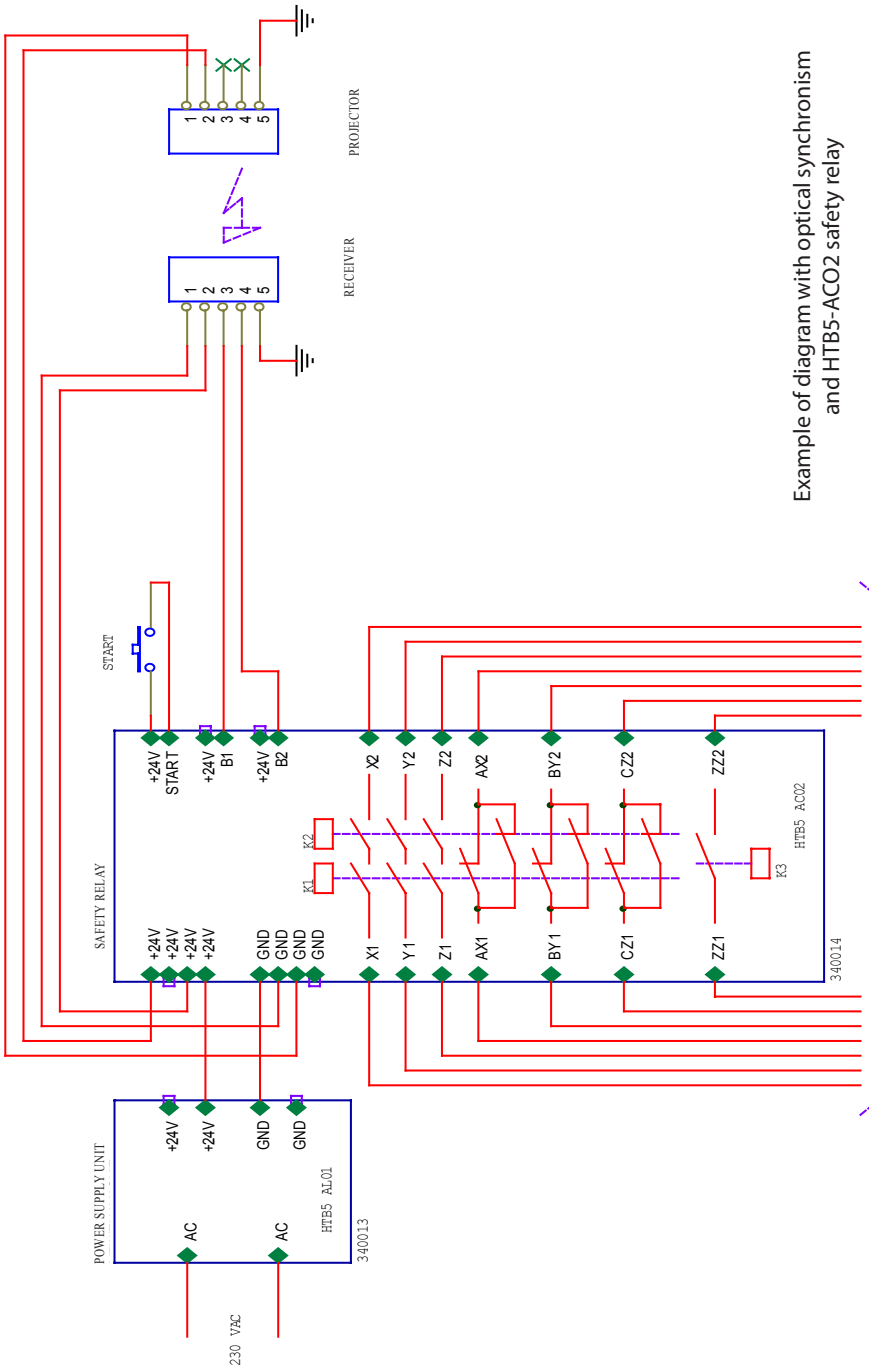 PROJECTOR
1
2
3
4
5
RECEIVER
1
2
3
4
5
START
SAFETY RELAY
+24V
+24V
+24V
+24V
GND
GND
GND
GND
X1
Y1
Z1
AX1
BY1
CZ1
ZZ1
+24V
START
+24V
B1
+24V
B2
X2
Y2
Z2
AX2
BY2
CZ2
ZZ2
K1
K2
K3
HTB5 AC02
340014
POWER SUPPLY UNIT
+24V
+24V
GND
GND
AC
AC
HTB5 AL01
340013
230 VAC
Example of diagram with optical synchronism
and HTB5-ACO2 safety relay